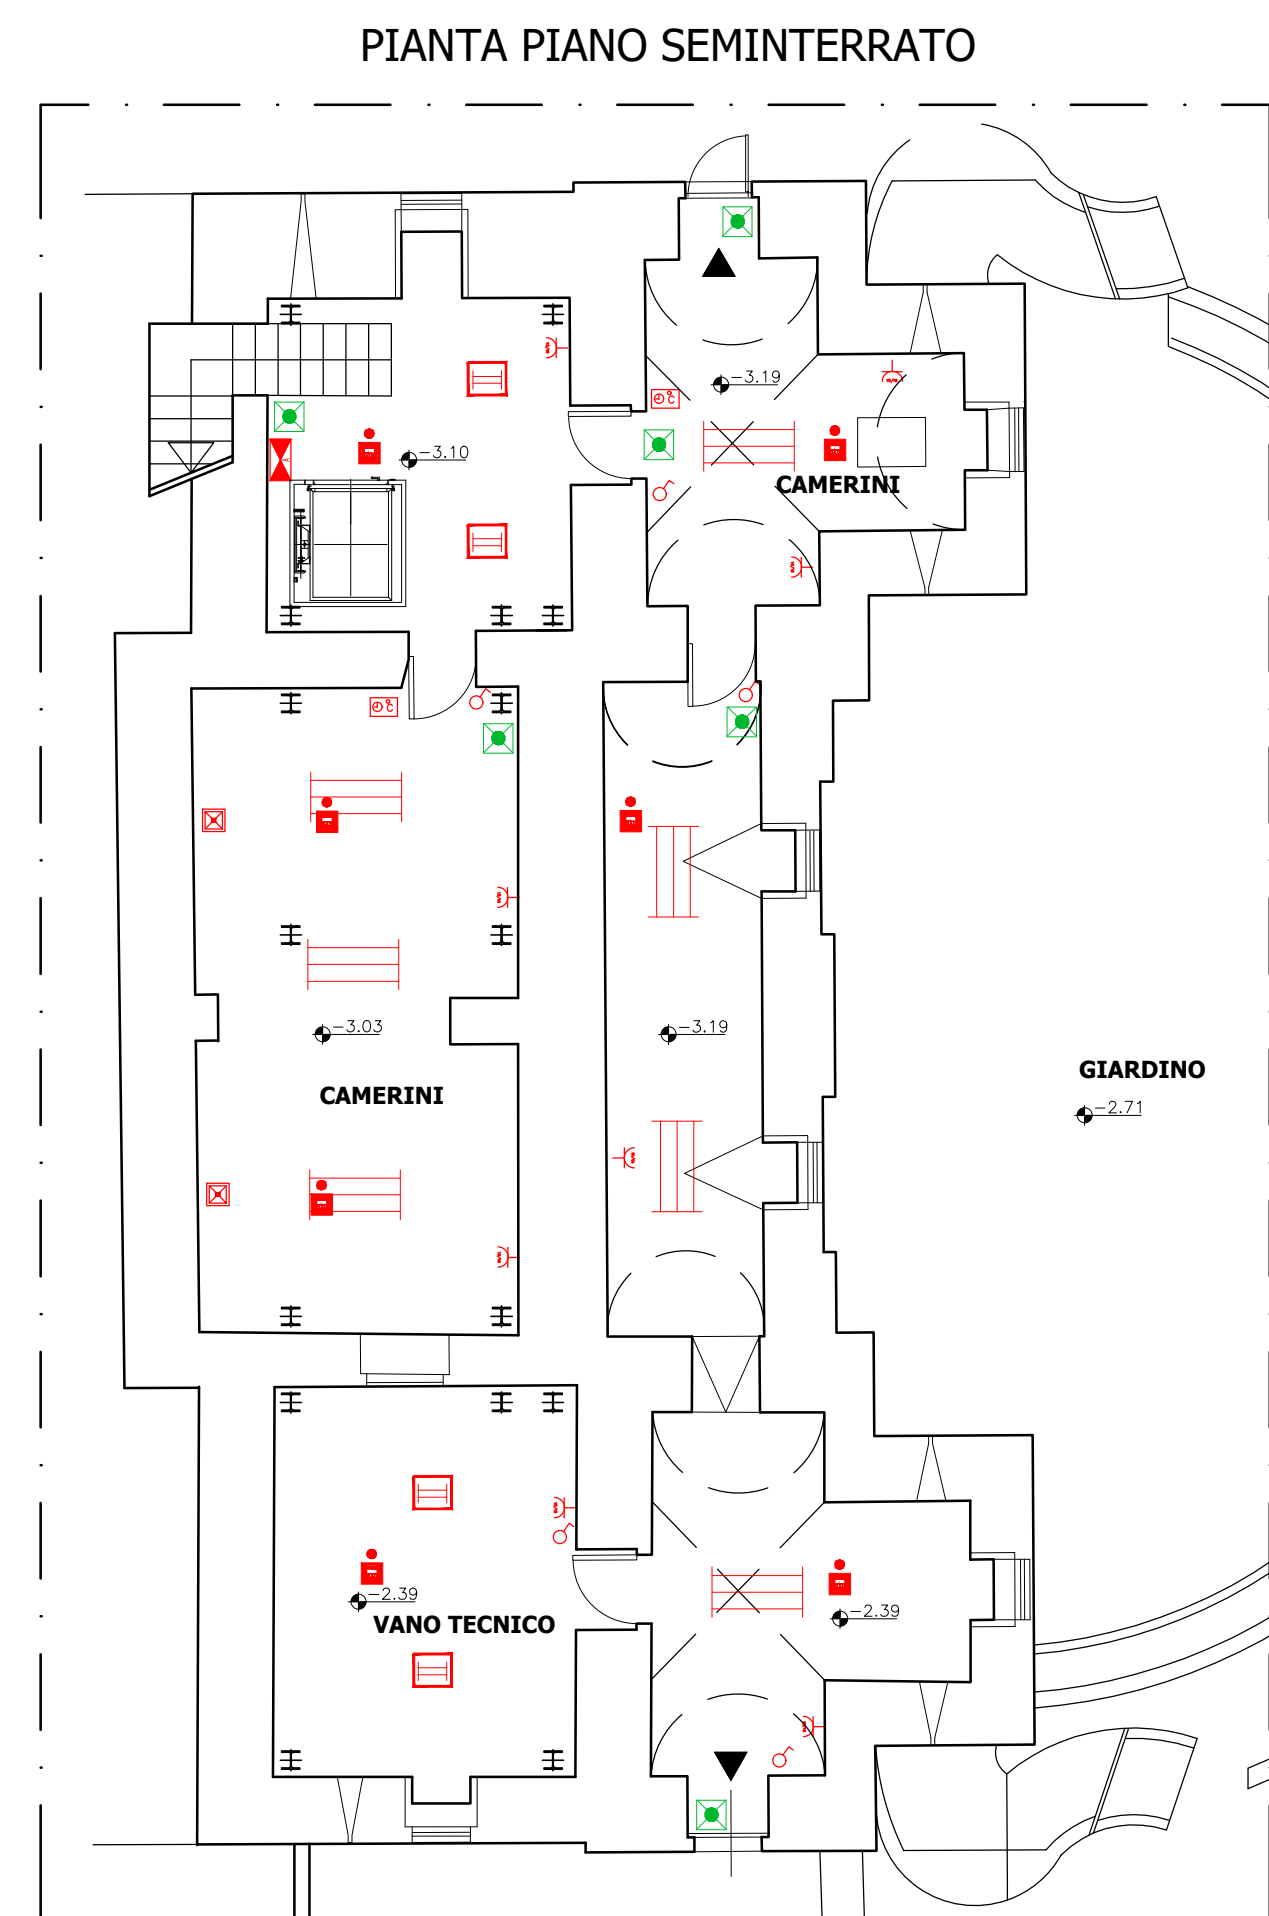 PIANTA PIANO SEMINTERRATO
-3.19
-3.10
CAMERINI
°C
°C
-3.03
-3.19
CAMERINI
GIARDINO
-2.71
-2.39
VANO TECNICO
-2.39